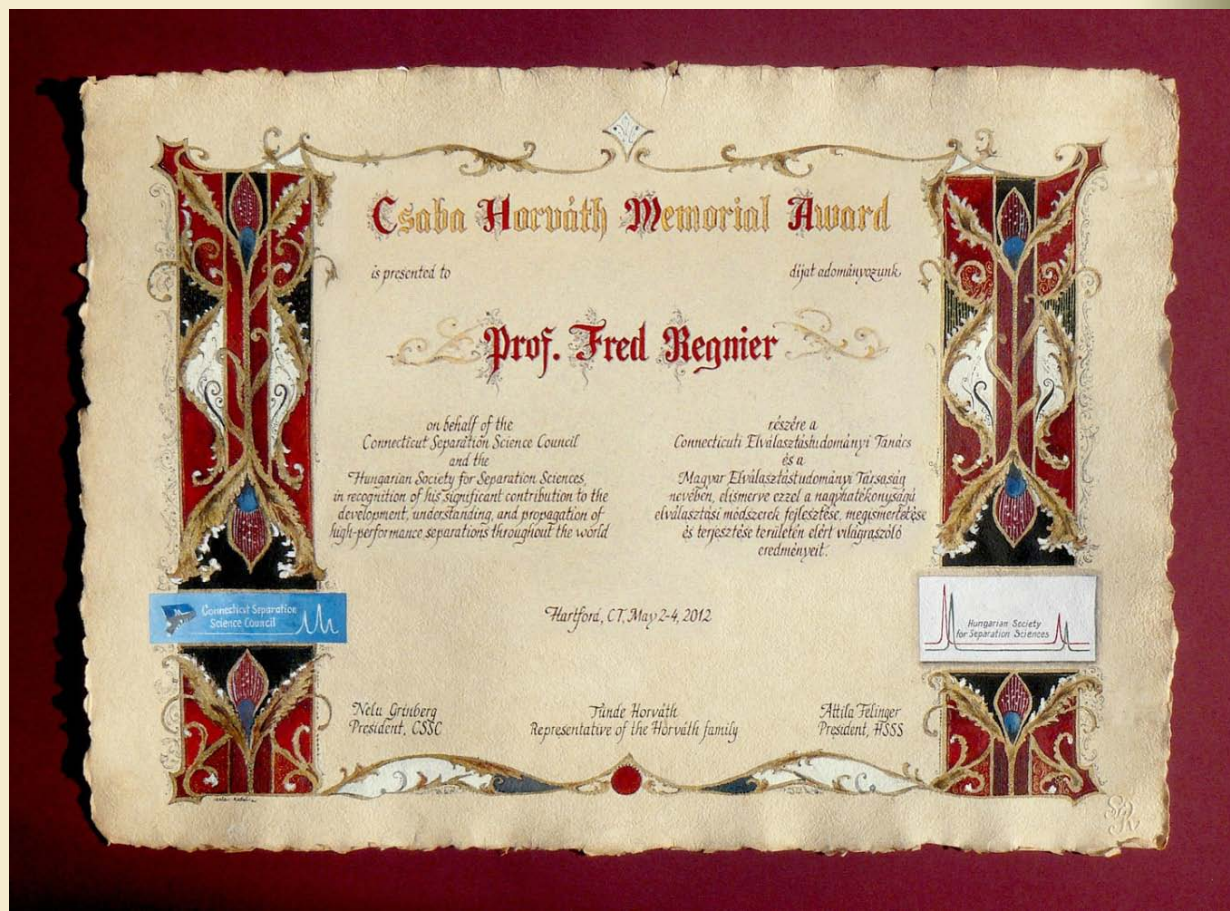 Csaba Horváth Memorial Award
is presented to
díjat adományozunk
Prof. Fred Regnier
on behalf of the
Connecticut Separation Science Council
and the
Hungarian Society for Separation Sciences,
in recognition of his significant contribution to the
development, understanding, and propagation of
high-performance separations throughout the world
részére a
Connecticuti Elválasztástudományi Tanács
és a
Magyar Elválasztástudományi Társaság
nevében, elismerve ezzel a nagyhatékonyságú
elválasztási módszerek fejlesztése, megismertetése
és terjesztése területén elért világraszóló
eredményeit.
Connecticut Separation
Science Council
Hartford, CT, May 2-4, 2012
Hungarian Society
for Separation Sciences
Nelu Grinberg
President, CSSC
Tünde Horváth
Representative of the Horváth family
Attila Felinger
President, HSSS